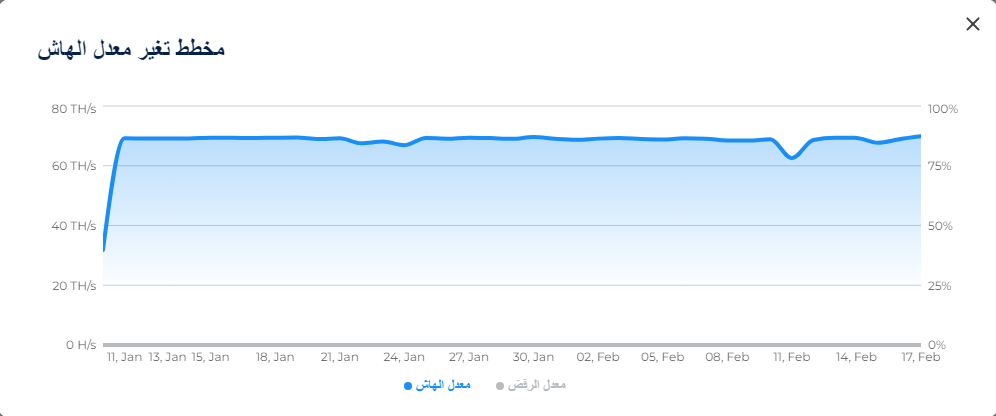 مخطط تغير معدل الهاش
80 TH/s 100%
60 TH/s 75%
40 TH/s 50%
20 TH/s 25%
0 H/s 0%
11, Jan 13, Jan 15, Jan 18, Jan 21, Jan 24, Jan 27, Jan 30, Jan 02, Feb 05, Feb 08, Feb 11, Feb 14, Feb 17, Feb
معدل الهاش معدل الرفض